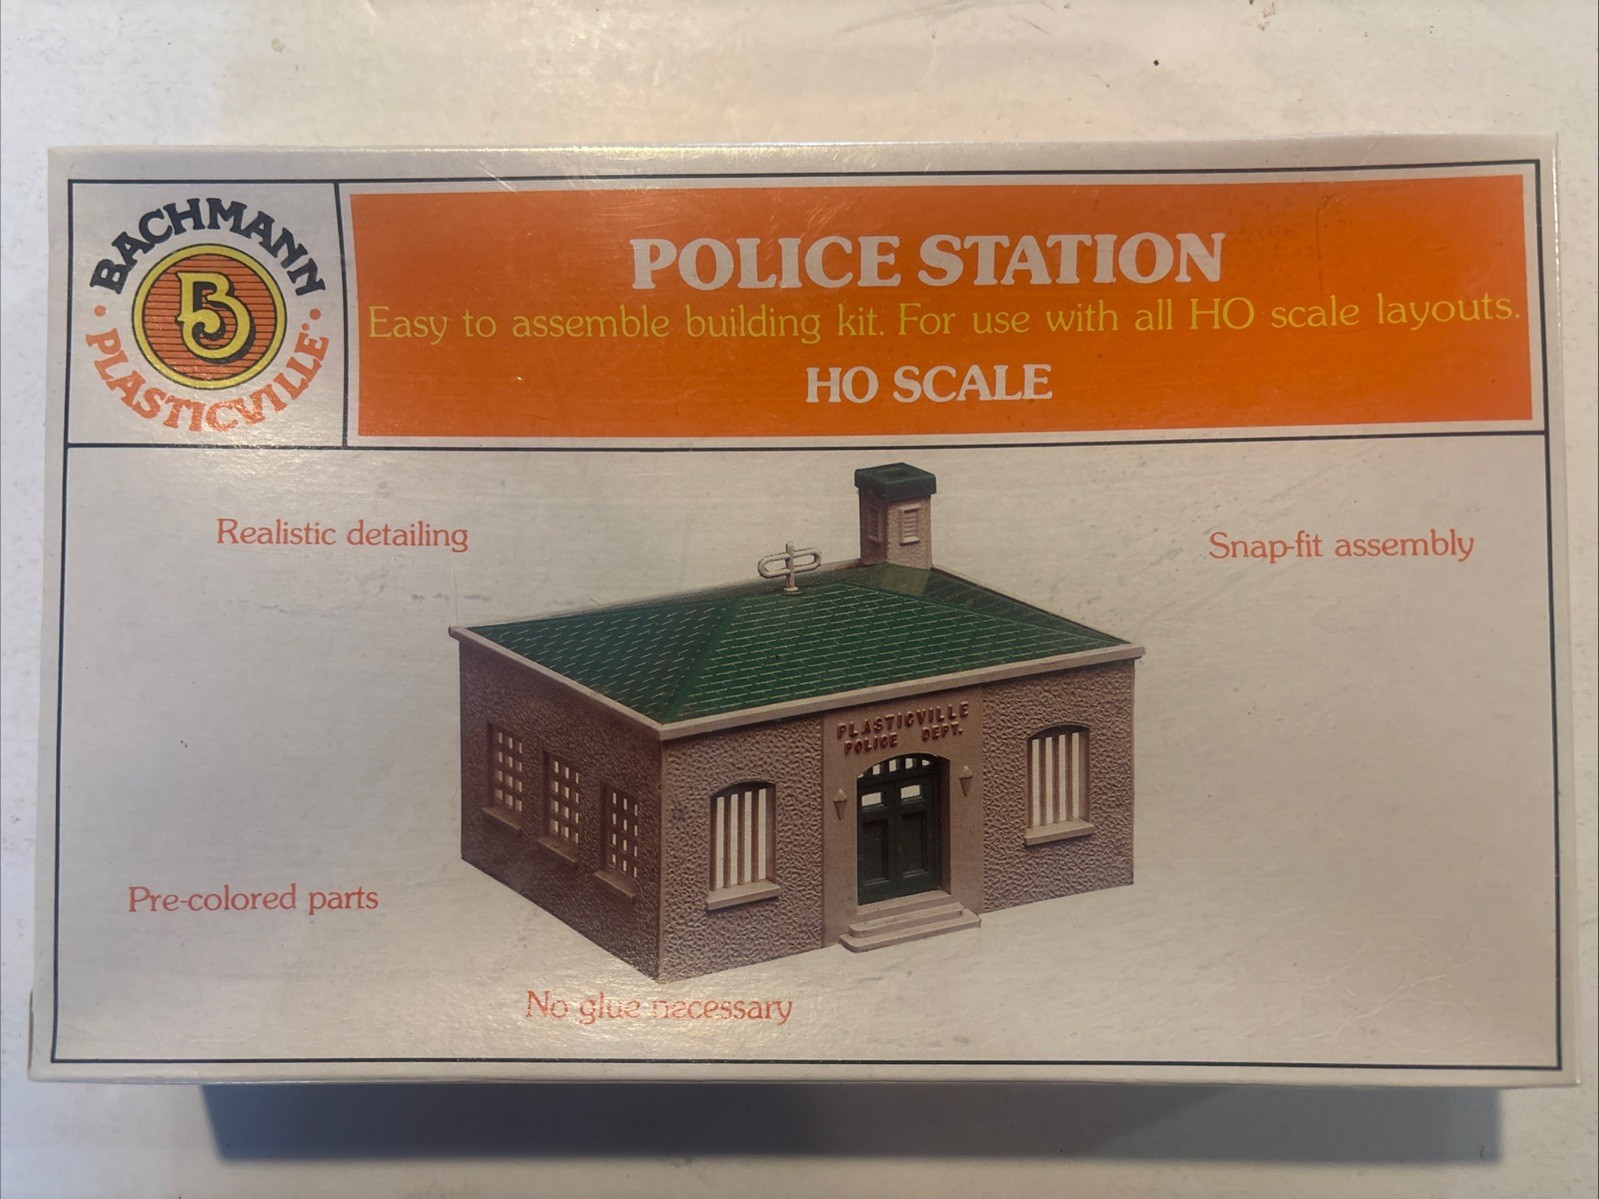 BACHMANN
B
PLASTICVILLE
POLICE STATION
Easy to assemble building kit. For use with all HO scale layouts.
HO SCALE
Realistic detailing
Snap-fit assembly
PLASTICVILLE
POLICE DEPT.
Pre-colored parts
No glue necessary